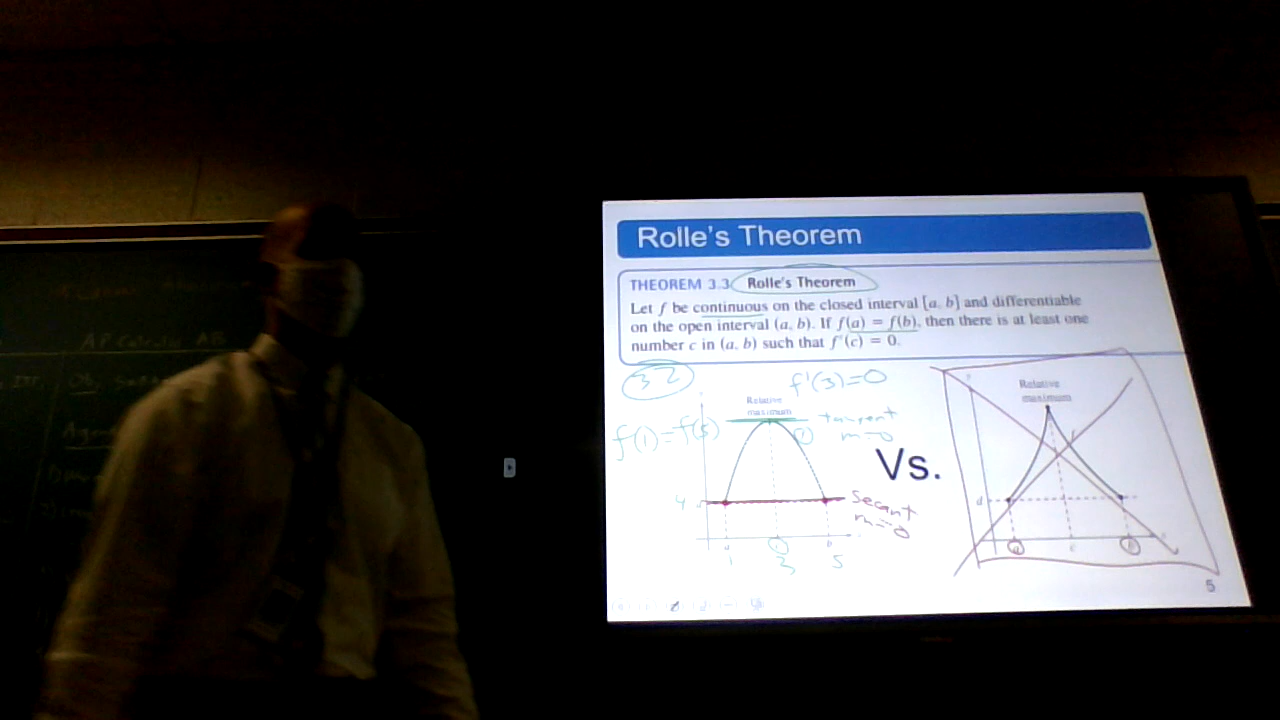 Rolle's Theorem
THEOREM 3.3 Rolle's Theorem
Let f be continuous on the closed interval [a, b] and differentiable
on the open interval (a, b). If f(a) = f(b), then there is at least one
number c in (a, b) such that f'(c) = 0.
3.2
f'(3)=0
Relative
maximum
tangent
m=0
f(1)=f(5)
Vs.
Relative
maximum
4
secant
m=0
d
a
b
a
c
b
1
3
5
5
AP Calculus AB